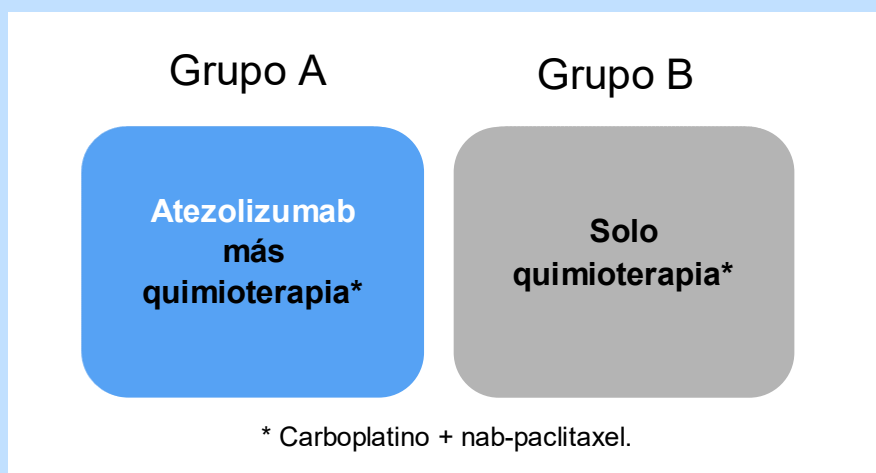 Grupo A
Grupo B
Atezolizumab
más
quimioterapia*
Solo
quimioterapia*
* Carboplatino + nab-paclitaxel.